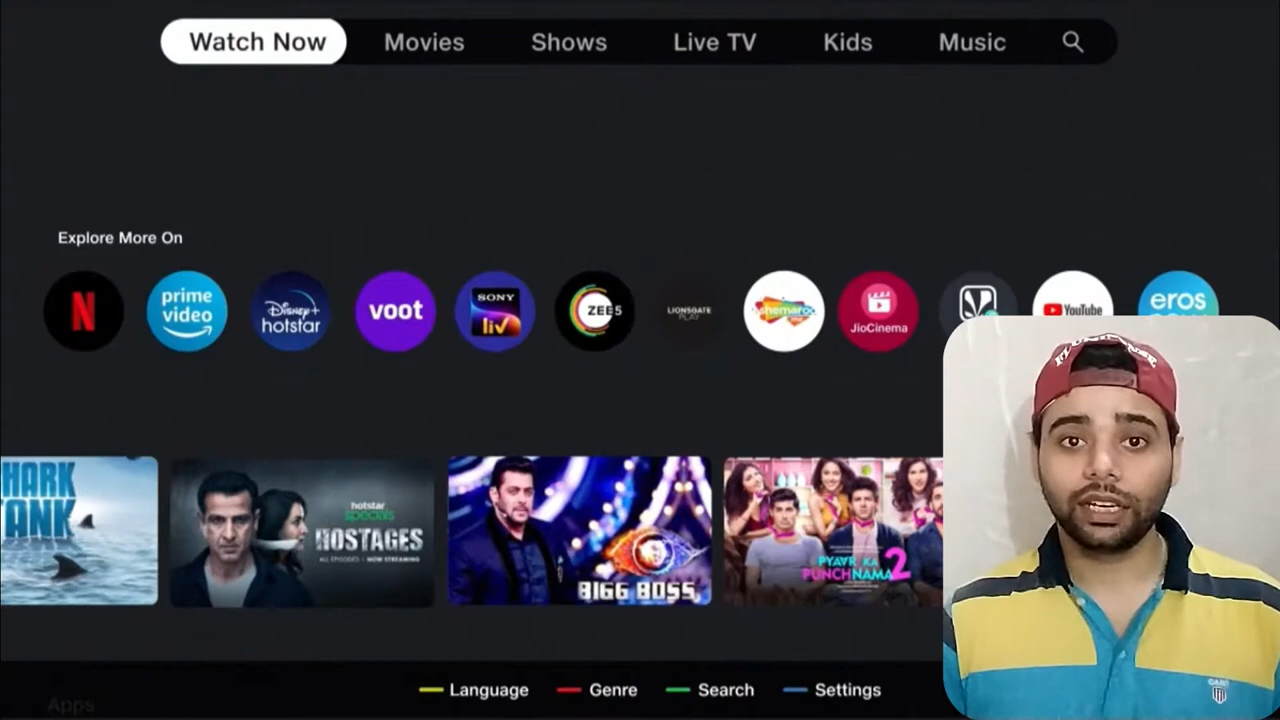 Watch Now Movies Shows Live TV Kids Music
Explore More On
N
prime video
Disney+ hotstar
voot
SONY liv
ZEE5
LIONSGATE PLAY
shemaroo
JioCinema
YouTube
eros
HARK
ANK
hotstar
specials
HOSTAGES
ALL EPISODES • NOW STREAMING
BIGG BOSS
PYAAR KA
PUNCHNAMA 2
Apps
Language Genre Search Settings